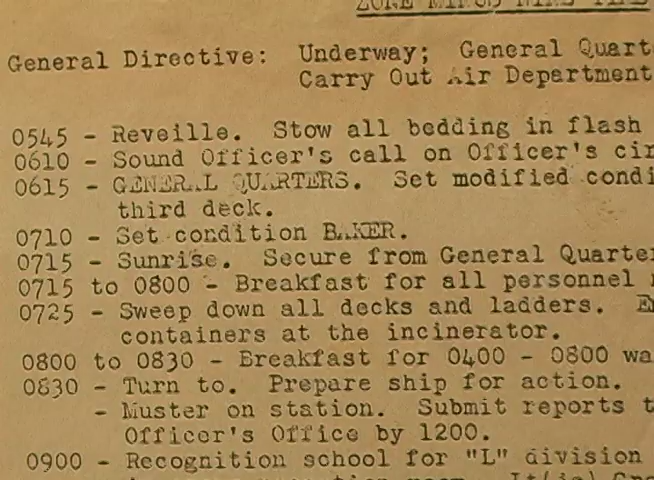 ZONE MINUS NINE TIME
General Directive: Underway; General Quart
Carry Out Air Department
0545 - Reveille. Stow all bedding in flash
0610 - Sound Officer's call on Officer's cir
0615 - GENERAL QUARTERS. Set modified condi
third deck.
0710 - Set condition BAKER.
0715 - Sunrise. Secure from General Quarte
0715 to 0800 - Breakfast for all personnel
0725 - Sweep down all decks and ladders. Em
containers at the incinerator.
0800 to 0830 - Breakfast for 0400 - 0800 wa
0830 - Turn to. Prepare ship for action.
- Muster on station. Submit reports t
Officer's Office by 1200.
0900 - Recognition school for "L" division